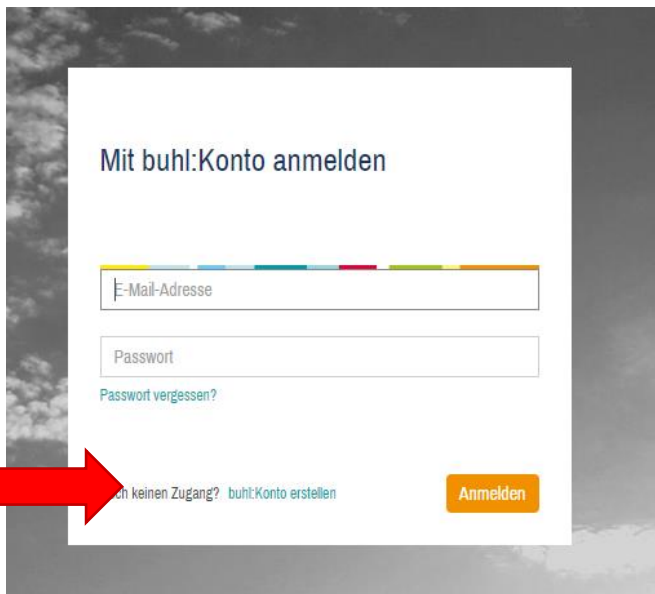 Mit buhl:Konto anmelden
E-Mail-Adresse
Passwort
Passwort vergessen?
keinen Zugang? buhl:Konto erstellen
Anmelden